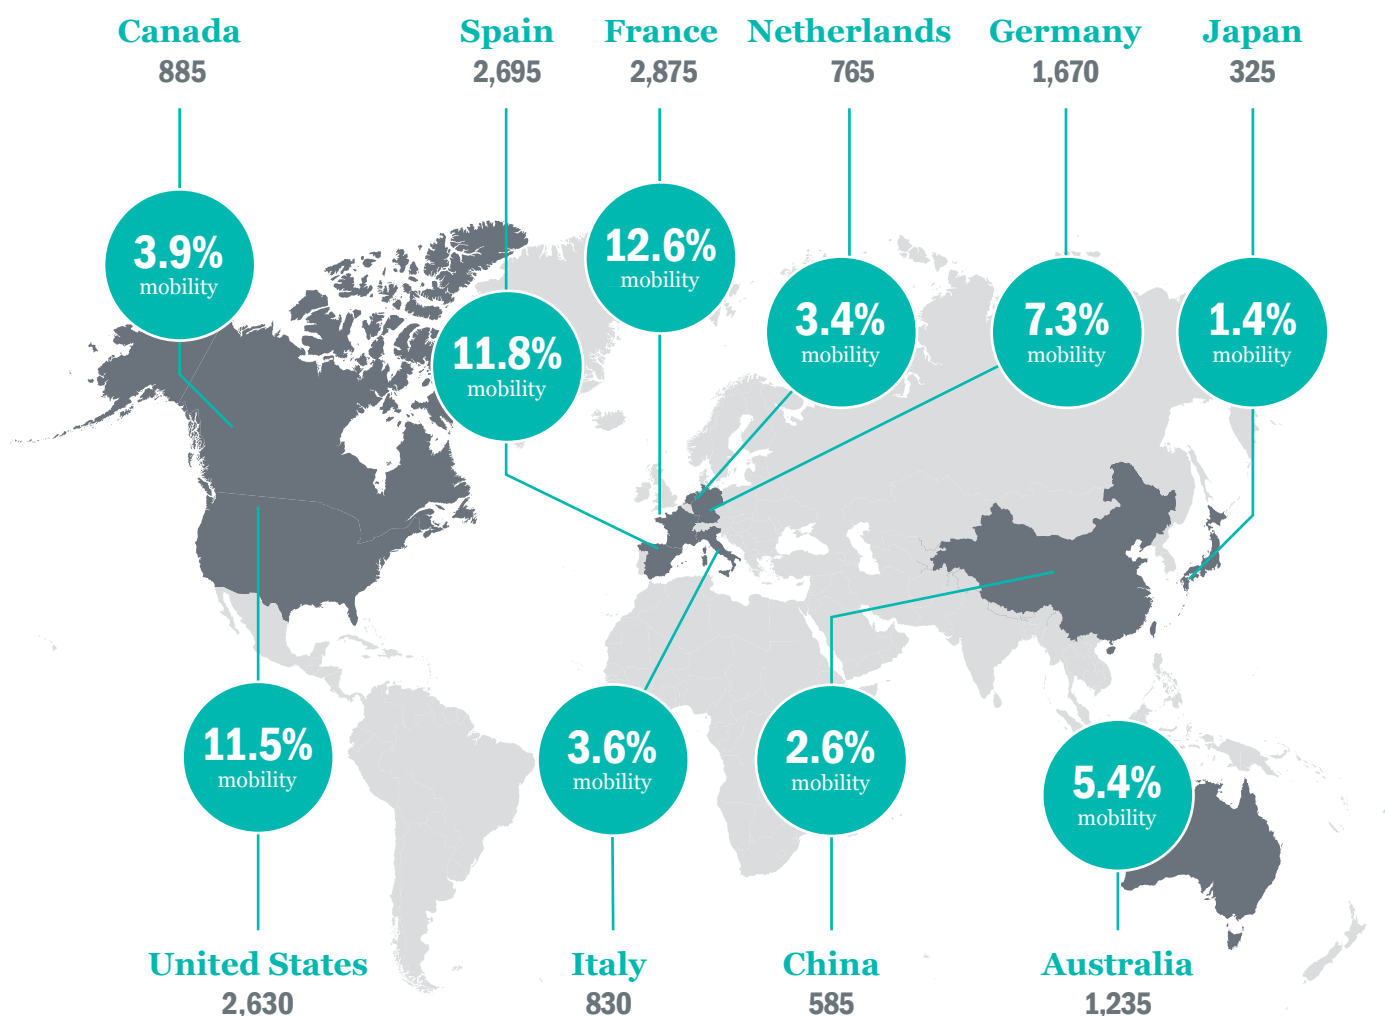 Canada
885
Spain
2,695
France
2,875
Netherlands
765
Germany
1,670
Japan
325
3.9%
mobility
11.8%
mobility
12.6%
mobility
3.4%
mobility
7.3%
mobility
1.4%
mobility
11.5%
mobility
3.6%
mobility
2.6%
mobility
5.4%
mobility
United States
2,630
Italy
830
China
585
Australia
1,235